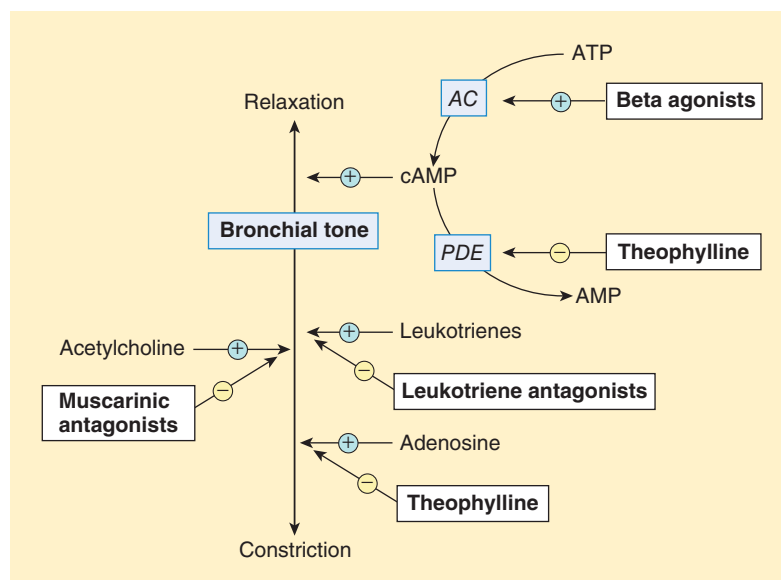 ATP
AC
+
Beta agonists
Relaxation
+
cAMP
Bronchial tone
PDE
−
Theophylline
AMP
Acetylcholine
+
+
Leukotrienes
−
Muscarinic
antagonists
−
Leukotriene antagonists
+
Adenosine
−
Theophylline
Constriction